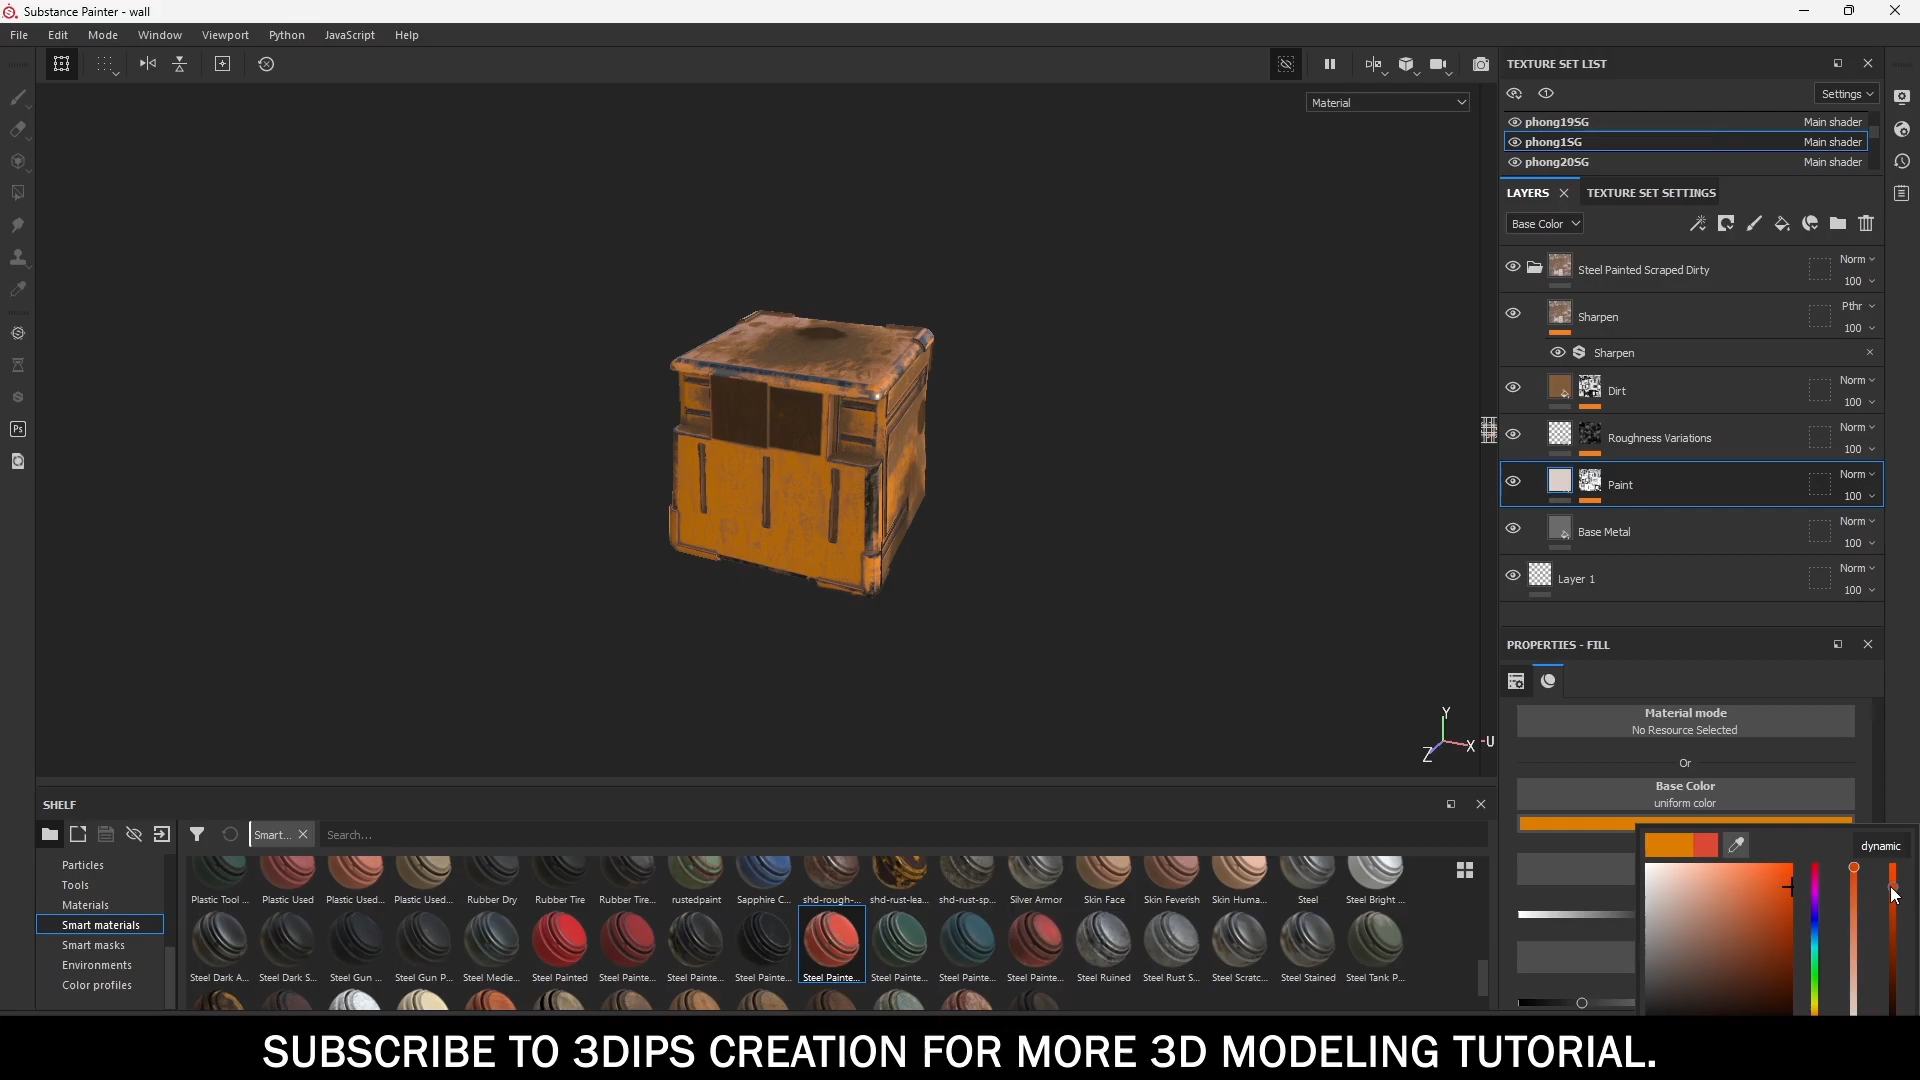 Substance Painter - wall
File Edit Mode Window Viewport Python JavaScript Help
Material
TEXTURE SET LIST
Settings
phong19SG Main shader
phong1SG Main shader
phong20SG Main shader
LAYERS TEXTURE SET SETTINGS
Base Color
Steel Painted Scraped Dirty Norm 100
Sharpen Pthr 100
Sharpen
Dirt Norm 100
Roughness Variations Norm 100
Paint Norm 100
Base Metal Norm 100
Layer 1 Norm 100
PROPERTIES - FILL
Material mode
No Resource Selected
Or
Base Color
uniform color
dynamic
Ps
Y
X
Z
U
SHELF
Smart... Search...
Particles
Tools
Materials
Smart materials
Smart masks
Environments
Color profiles
Plastic Tool ... Plastic Used Plastic Used... Plastic Used... Rubber Dry Rubber Tire Rubber Tire... rustedpaint Sapphire C... shd-rough-... shd-rust-lea... shd-rust-sp... Silver Armor Skin Face Skin Feverish Skin Huma... Steel Steel Bright ...
Steel Dark A... Steel Dark S... Steel Gun ... Steel Gun P... Steel Medie... Steel Painted Steel Painte... Steel Painte... Steel Painte... Steel Painte... Steel Painte... Steel Painte... Steel Painte... Steel Ruined Steel Rust S... Steel Scratc... Steel Stained Steel Tank P...
SUBSCRIBE TO 3DIPS CREATION FOR MORE 3D MODELING TUTORIAL.